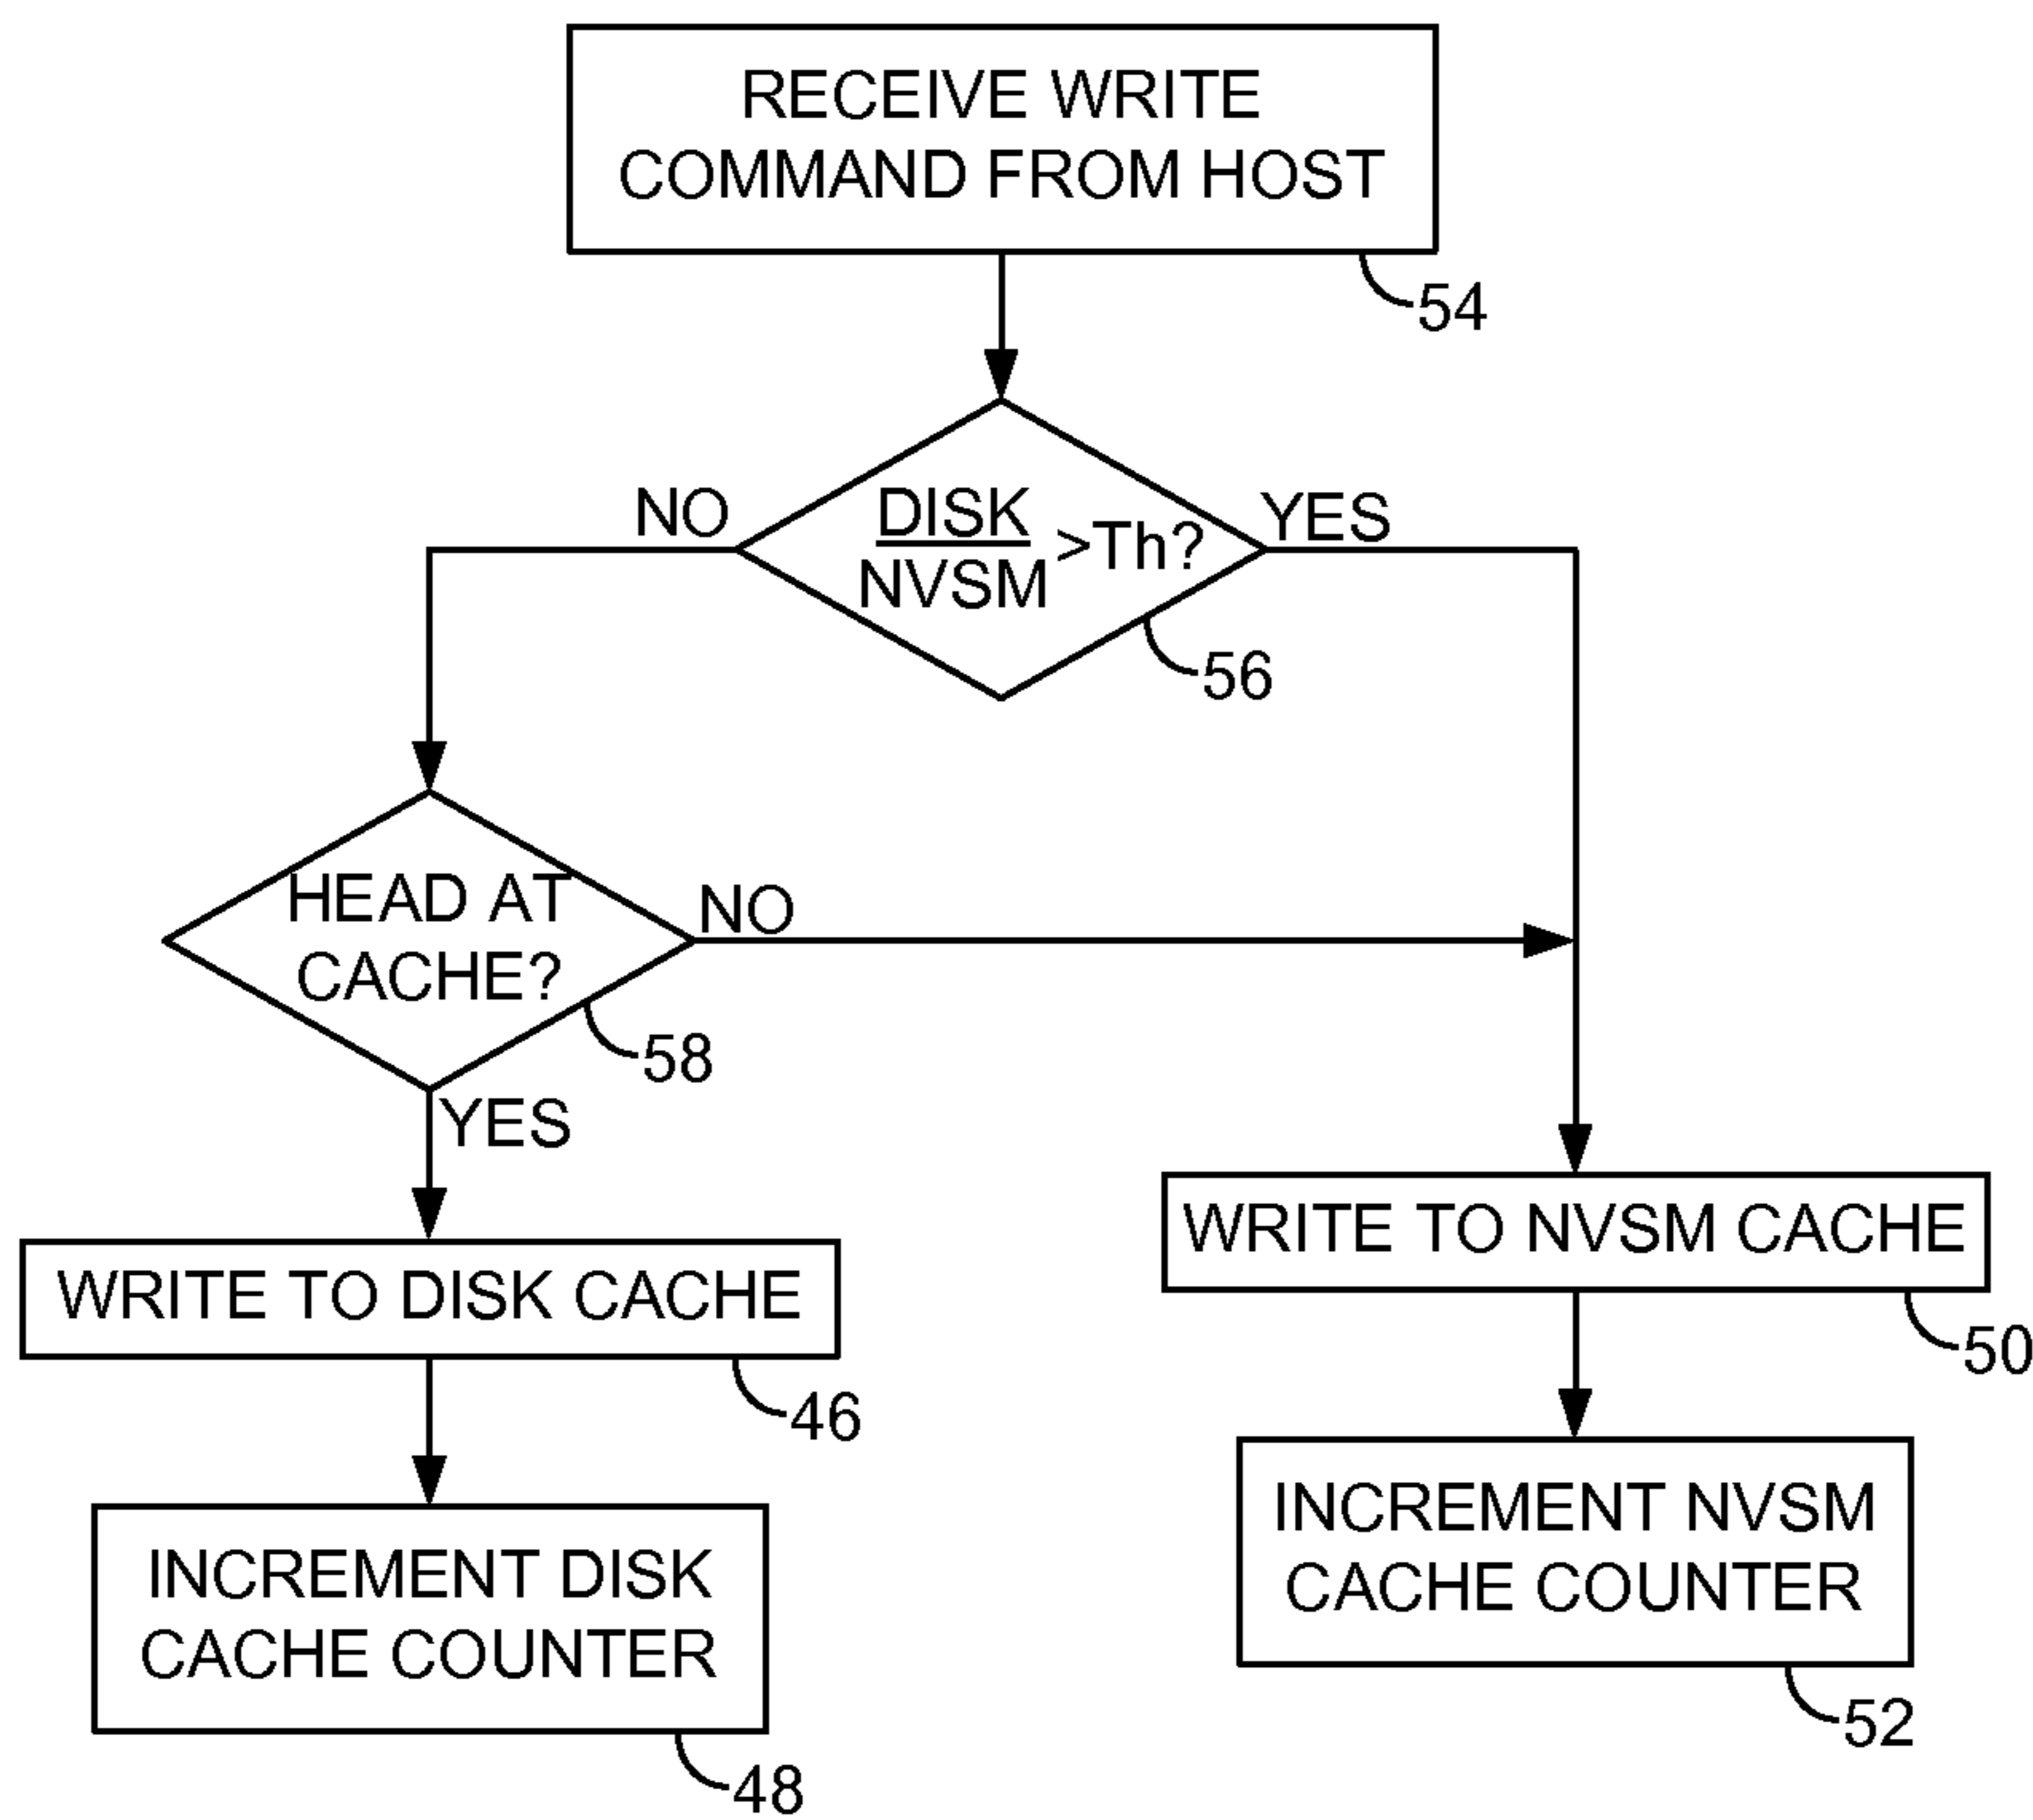 RECEIVE WRITE
COMMAND FROM HOST
54
NO
DISK
NVSM
>Th?
YES
56
HEAD AT
CACHE?
NO
58
YES
WRITE TO NVSM CACHE
50
WRITE TO DISK CACHE
46
INCREMENT NVSM
CACHE COUNTER
52
INCREMENT DISK
CACHE COUNTER
48